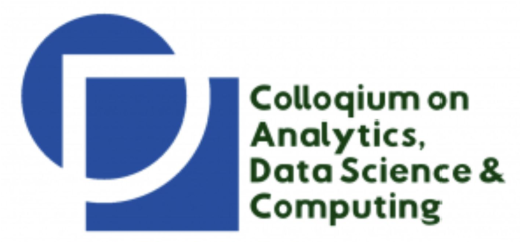 Colloqium on
Analytics,
Data Science &
Computing